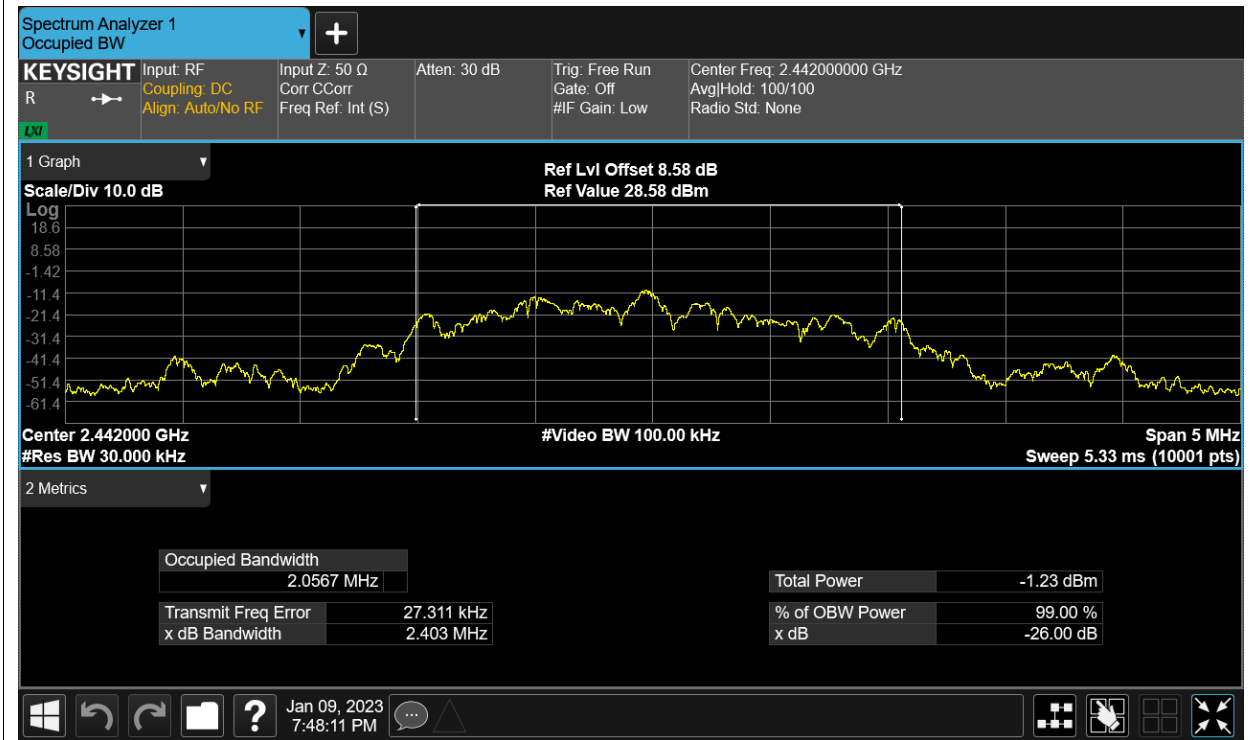 Spectrum Analyzer 1
Occupied BW
KEYSIGHT
R
LXI
Input: RF
Coupling: DC
Align: Auto/No RF
Input Z: 50 Ω
Corr CCorr
Freq Ref: Int (S)
Atten: 30 dB
Trig: Free Run
Gate: Off
#IF Gain: Low
Center Freq: 2.442000000 GHz
Avg|Hold: 100/100
Radio Std: None
1 Graph
Scale/Div 10.0 dB
Ref Lvl Offset 8.58 dB
Ref Value 28.58 dBm
Log
18.6
8.58
-1.42
-11.4
-21.4
-31.4
-41.4
-51.4
-61.4
Center 2.442000 GHz
#Res BW 30.000 kHz
#Video BW 100.00 kHz
Span 5 MHz
Sweep 5.33 ms (10001 pts)
2 Metrics
Occupied Bandwidth
2.0567 MHz
Transmit Freq Error 27.311 kHz
x dB Bandwidth 2.403 MHz
Total Power -1.23 dBm
% of OBW Power 99.00 %
x dB -26.00 dB
?
Jan 09, 2023
7:48:11 PM